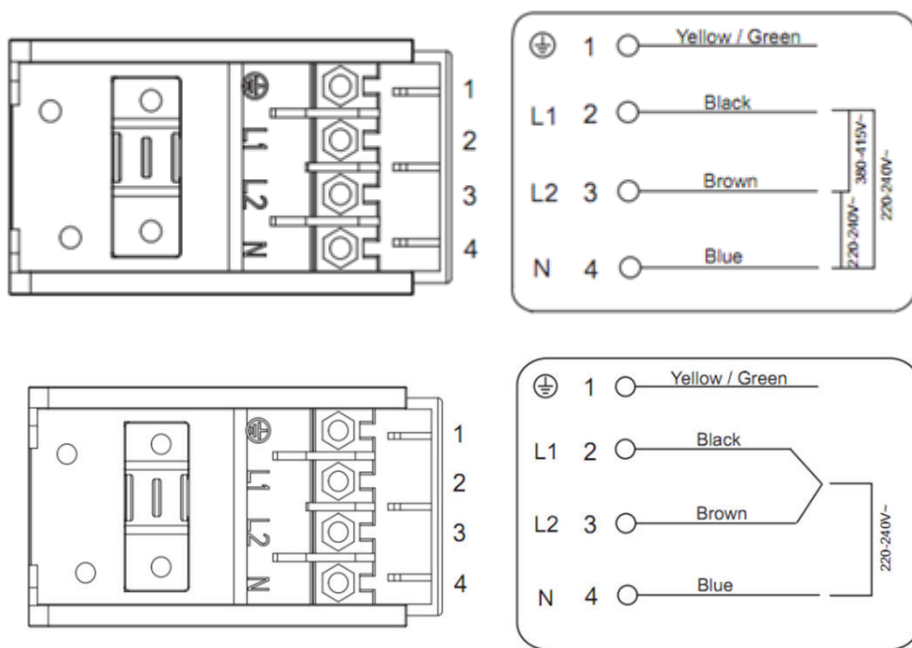 1
2
3
4
L1
L2
N
1 Yellow / Green
L1 2 Black
L2 3 Brown
N 4 Blue
380-415V~
220-240V~
220-240V~
1
2
3
4
L1
L2
N
1 Yellow / Green
L1 2 Black
L2 3 Brown
N 4 Blue
220-240V~